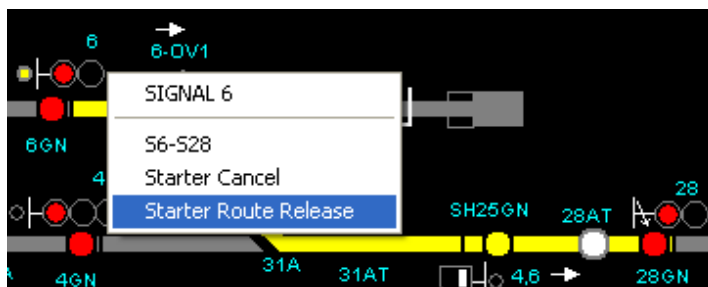 6
6-OV1
SIGNAL 6
6GN
S6-S28
4
Starter Cancel
28
Starter Route Release
SH25GN
28AT
31A
31AT
4,6
4GN
28GN